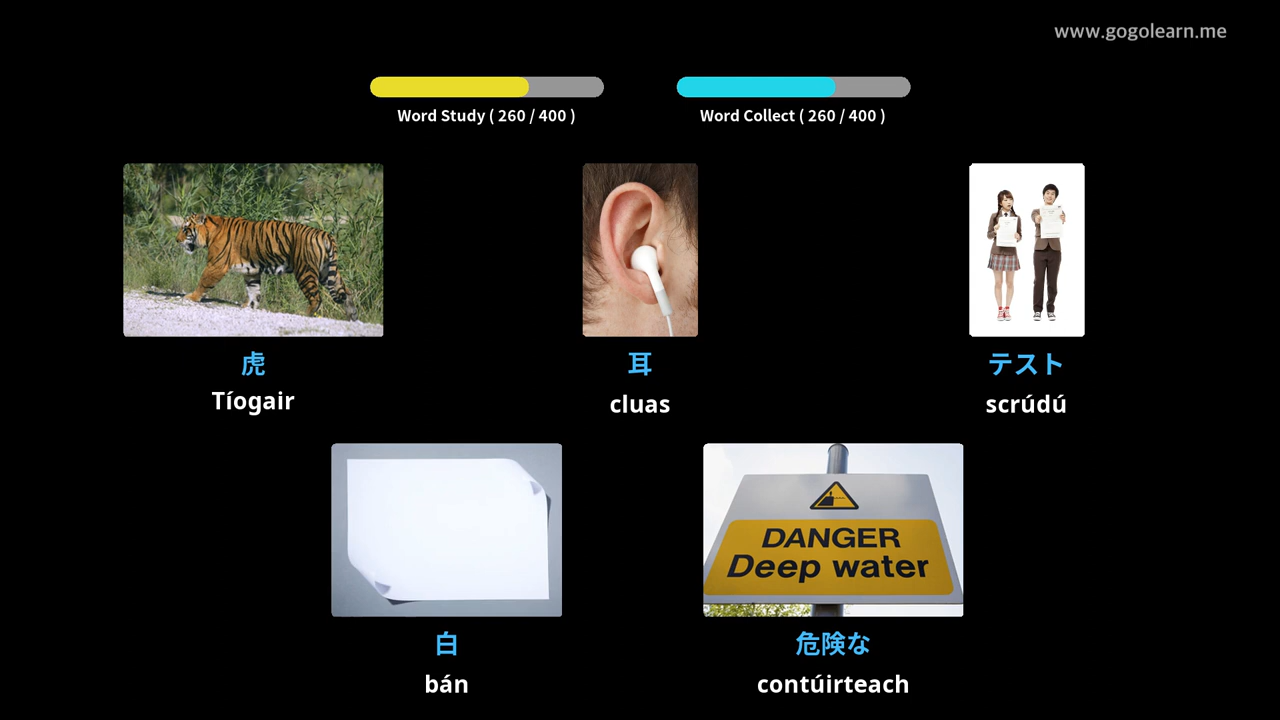 www.gogolearn.me
Word Study ( 260 / 400 )
Word Collect ( 260 / 400 )
虎
Tíogair
耳
cluas
テスト
scrúdú
DANGER
Deep water
白
bán
危険な
contúirteach